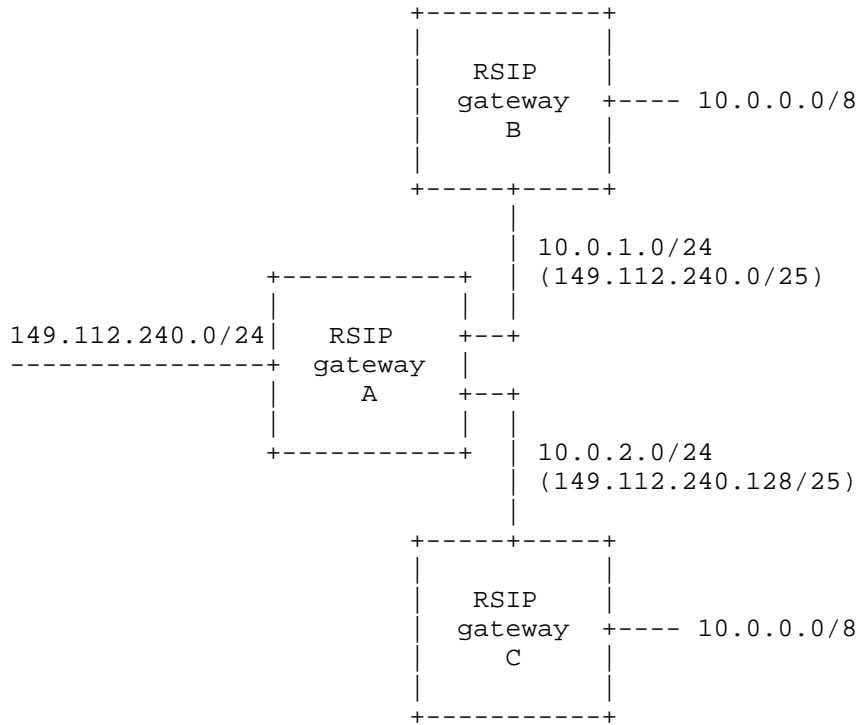 RSIP
gateway
B
10.0.0.0/8
10.0.1.0/24
(149.112.240.0/25)
149.112.240.0/24
RSIP
gateway
A
10.0.2.0/24
(149.112.240.128/25)
RSIP
gateway
C
10.0.0.0/8